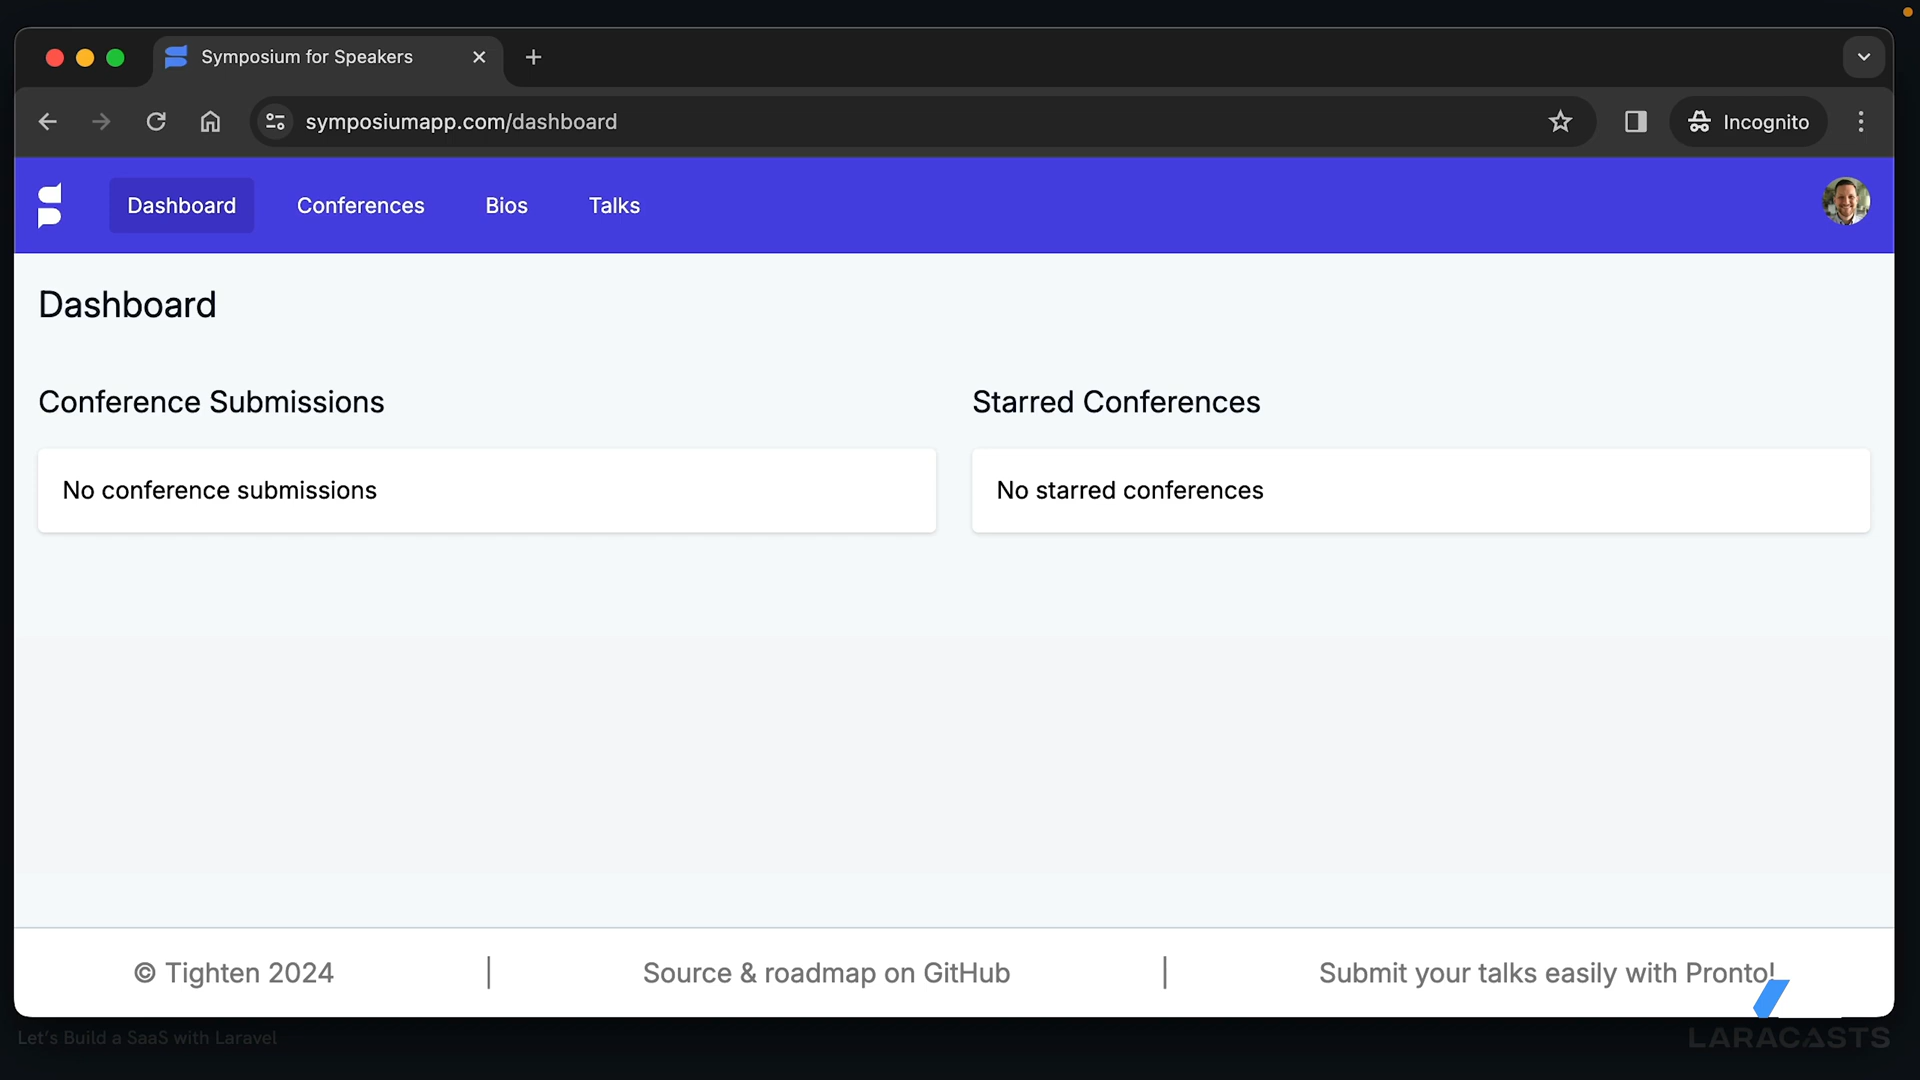 Symposium for Speakers
symposiumapp.com/dashboard
Incognito
Dashboard
Conferences
Bios
Talks
Dashboard
Conference Submissions
Starred Conferences
No conference submissions
No starred conferences
© Tighten 2024
|
Source & roadmap on GitHub
|
Submit your talks easily with Pronto!
Let's Build a SaaS with Laravel
LARACASTS